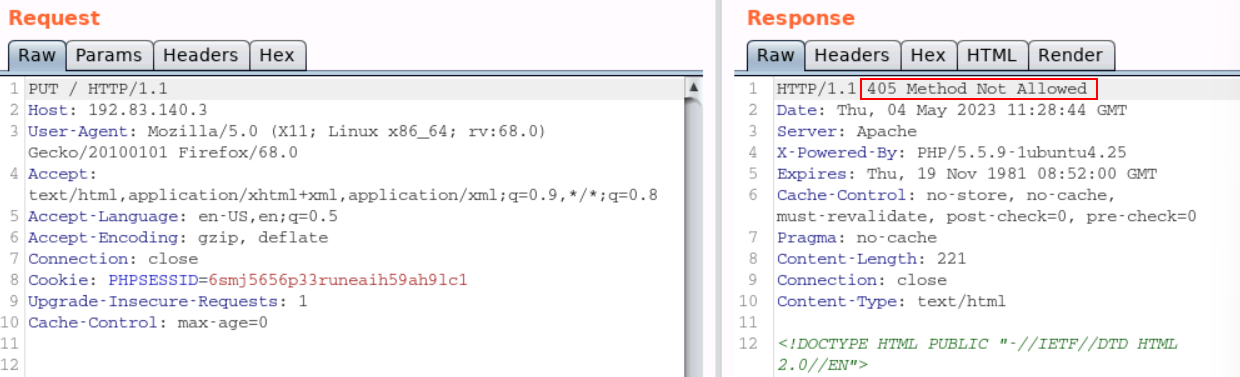 Request
Raw Params Headers Hex
1 PUT / HTTP/1.1
2 Host: 192.83.140.3
3 User-Agent: Mozilla/5.0 (X11; Linux x86_64; rv:68.0)
Gecko/20100101 Firefox/68.0
4 Accept:
text/html,application/xhtml+xml,application/xml;q=0.9,*/*;q=0.8
5 Accept-Language: en-US,en;q=0.5
6 Accept-Encoding: gzip, deflate
7 Connection: close
8 Cookie: PHPSESSID=6smj5656p33runeaih59ah9lc1
9 Upgrade-Insecure-Requests: 1
10 Cache-Control: max-age=0
11
12
Response
Raw Headers Hex HTML Render
1 HTTP/1.1 405 Method Not Allowed
2 Date: Thu, 04 May 2023 11:28:44 GMT
3 Server: Apache
4 X-Powered-By: PHP/5.5.9-1ubuntu4.25
5 Expires: Thu, 19 Nov 1981 08:52:00 GMT
6 Cache-Control: no-store, no-cache,
must-revalidate, post-check=0, pre-check=0
7 Pragma: no-cache
8 Content-Length: 221
9 Connection: close
10 Content-Type: text/html
11
12 <!DOCTYPE HTML PUBLIC "-//IETF//DTD HTML
2.0//EN">